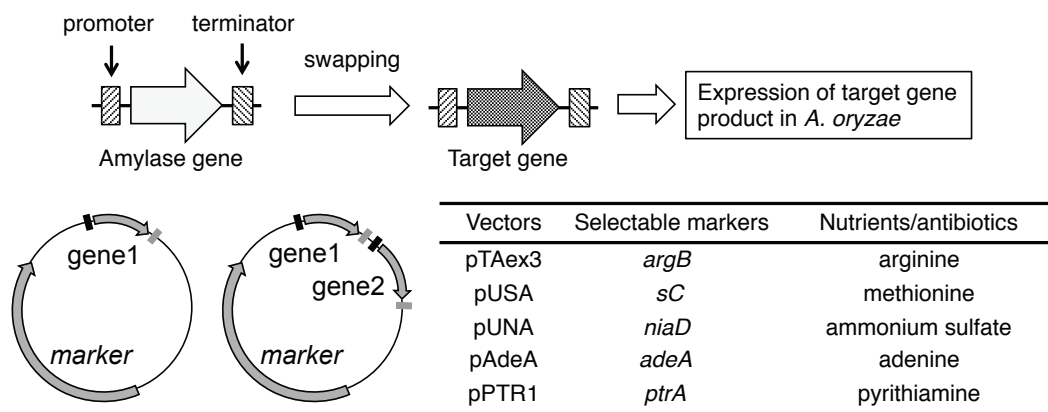 promoter
terminator
swapping
Amylase gene
Target gene
Expression of target gene
product in A. oryzae
gene1
marker
gene1
gene2
marker
Vectors Selectable markers Nutrients/antibiotics
pTAex3 argB arginine
pUSA sC methionine
pUNA niaD ammonium sulfate
pAdeA adeA adenine
pPTR1 ptrA pyrithiamine